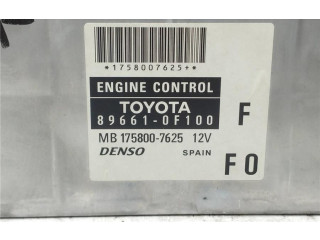 *1758007625+*
ENGINE CONTROL
TOYOTA
89661-0F100 F
MB 175800-7625 12V
DENSO SPAIN F0